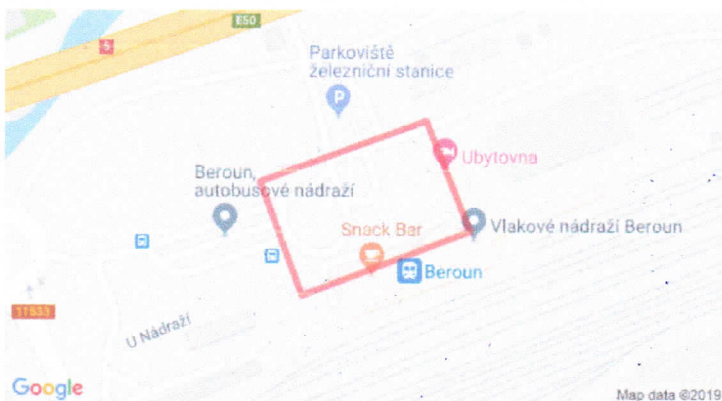 E50
5
Parkoviště
železniční stanice
P
Ubytovna
Beroun,
autobusové nádraží
Snack Bar
Vlakové nádraží Beroun
Beroun
11533
U Nádraží
Google
Map data ©2019